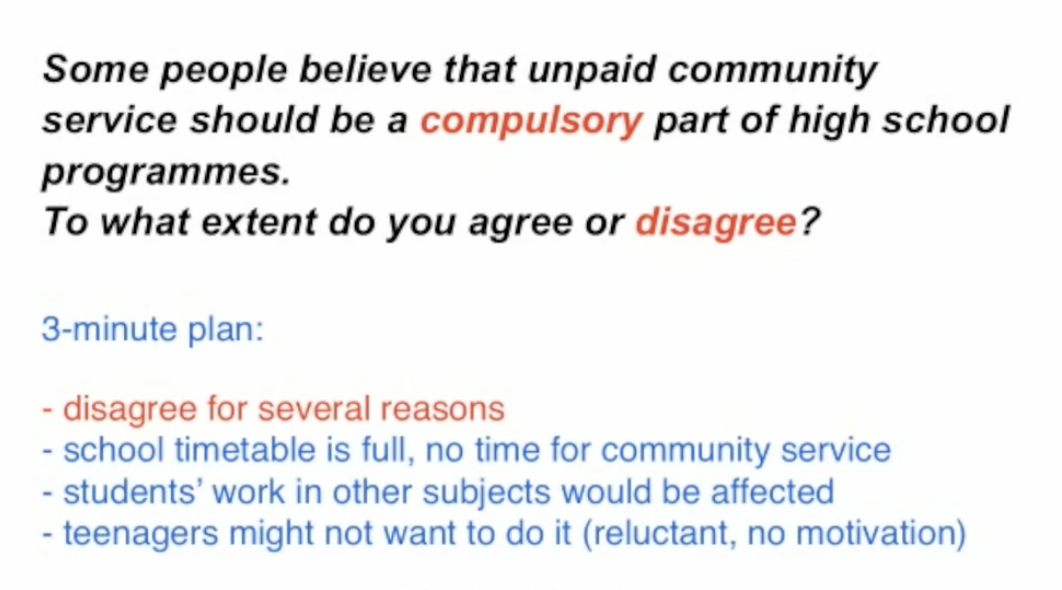 Some people believe that unpaid community
service should be a compulsory part of high school
programmes.
To what extent do you agree or disagree?
3-minute plan:
- disagree for several reasons
- school timetable is full, no time for community service
- students’ work in other subjects would be affected
- teenagers might not want to do it (reluctant, no motivation)